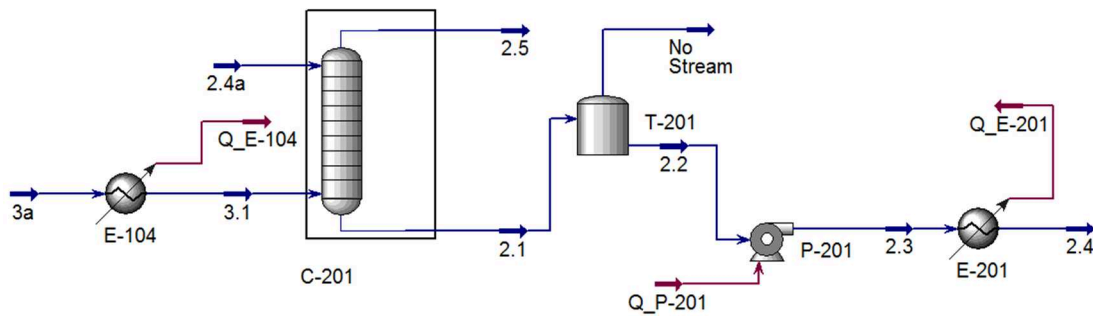 2.5
No
Stream
2.4a
Q_E-104
T-201
Q_E-201
2.2
3a
3.1
E-104
2.1
P-201
2.3
2.4
E-201
C-201
Q_P-201